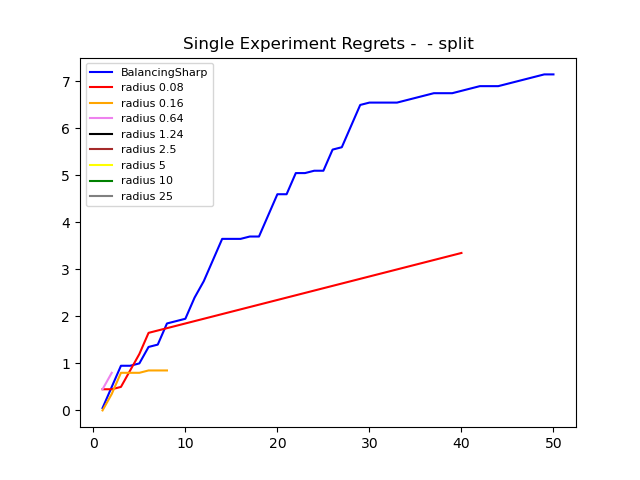 Single Experiment Regrets -  - split
BalancingSharp
radius 0.08
radius 0.16
radius 0.64
radius 1.24
radius 2.5
radius 5
radius 10
radius 25
7
6
5
4
3
2
1
0
0 10 20 30 40 50